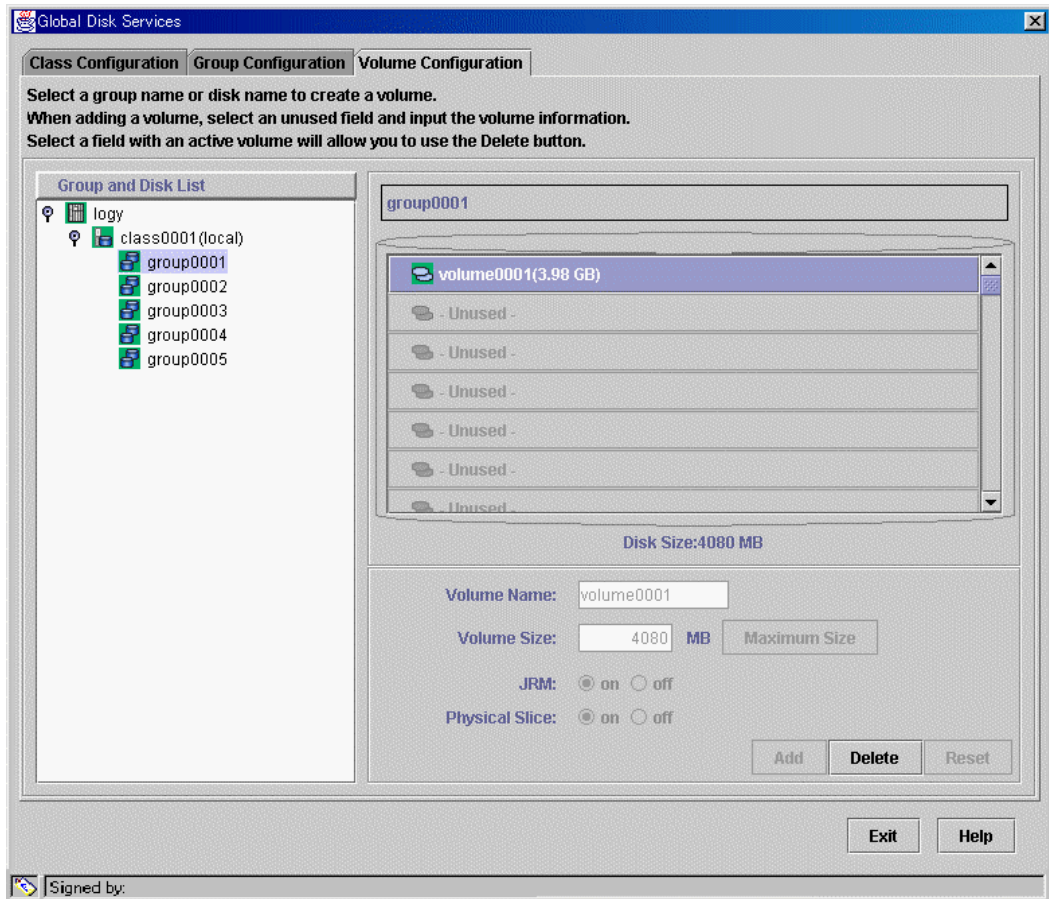 Global Disk Services
Class Configuration Group Configuration Volume Configuration
Select a group name or disk name to create a volume.
When adding a volume, select an unused field and input the volume information.
Select a field with an active volume will allow you to use the Delete button.
Group and Disk List
logy
class0001(local)
group0001
group0002
group0003
group0004
group0005
group0001
volume0001(3.98 GB)
- Unused -
- Unused -
- Unused -
- Unused -
- Unused -
- Unused -
Disk Size:4080 MB
Volume Name: volume0001
Volume Size: 4080 MB Maximum Size
JRM: on off
Physical Slice: on off
Add Delete Reset
Exit Help
Signed by: